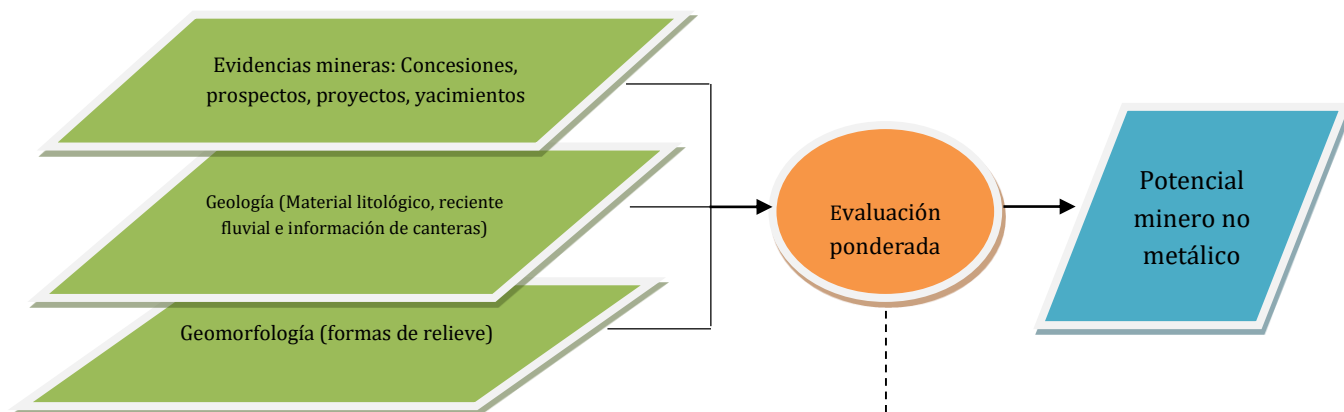 Evidencias mineras: Concesiones,
prospectos, proyectos, yacimientos
Geología (Material litológico, reciente
fluvial e información de canteras)
Geomorfología (formas de relieve)
Evaluación
ponderada
Potencial
minero no
metálico